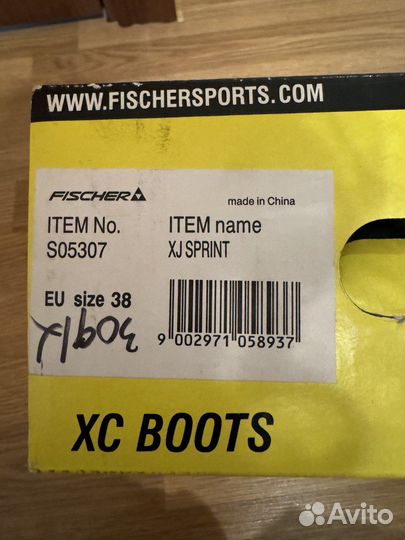 WWW.FISCHERSPORTS.COM
FISCHER
made in China
ITEM No. ITEM name
S05307 XJ SPRINT
EU size 38
9 002971 058937
XC BOOTS
Avito